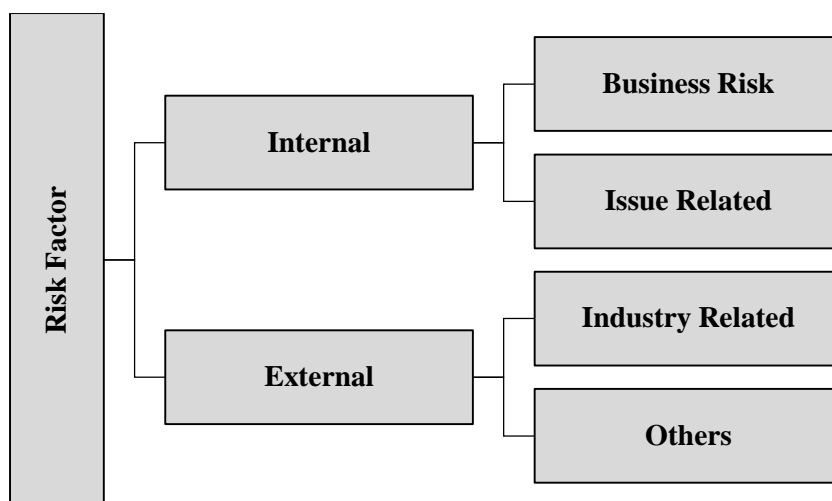 Risk Factor
Internal
Business Risk
Issue Related
External
Industry Related
Others